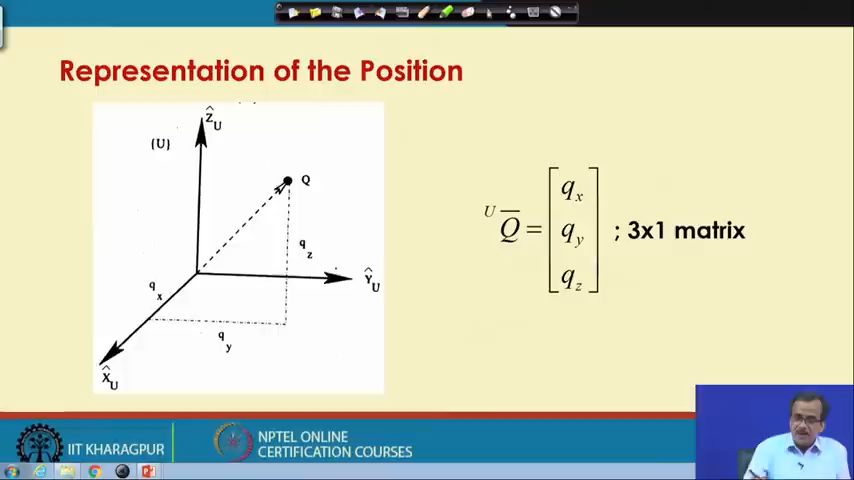 Representation of the Position
Ẑ_U
(U)
Q
q_z
q_x
Ŷ_U
q_y
X̂_U
^U Q̅ = [q_x
q_y
q_z] ; 3x1 matrix
IIT KHARAGPUR
NPTEL ONLINE
CERTIFICATION COURSES